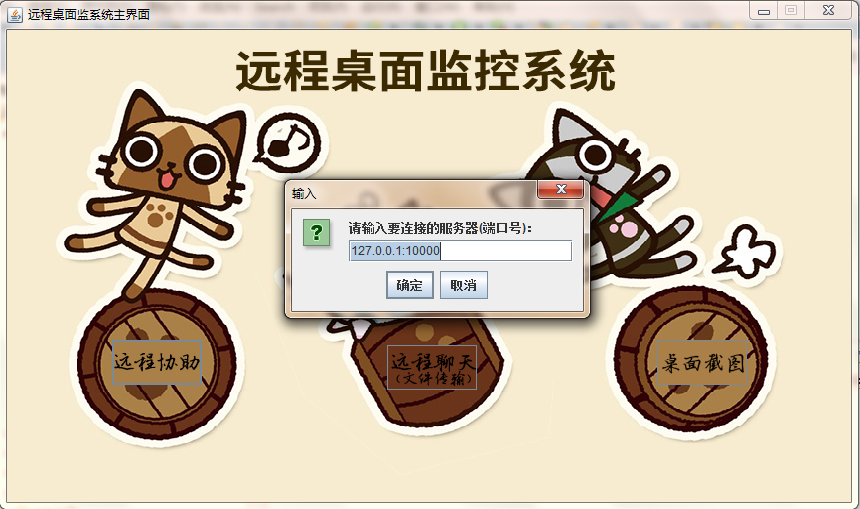 远程桌面监系统主界面
远程桌面监控系统
输入
请输入要连接的服务器(端口号):
127.0.0.1:10000
确定
取消
远程协助
远程聊天
(文件传输)
桌面截图